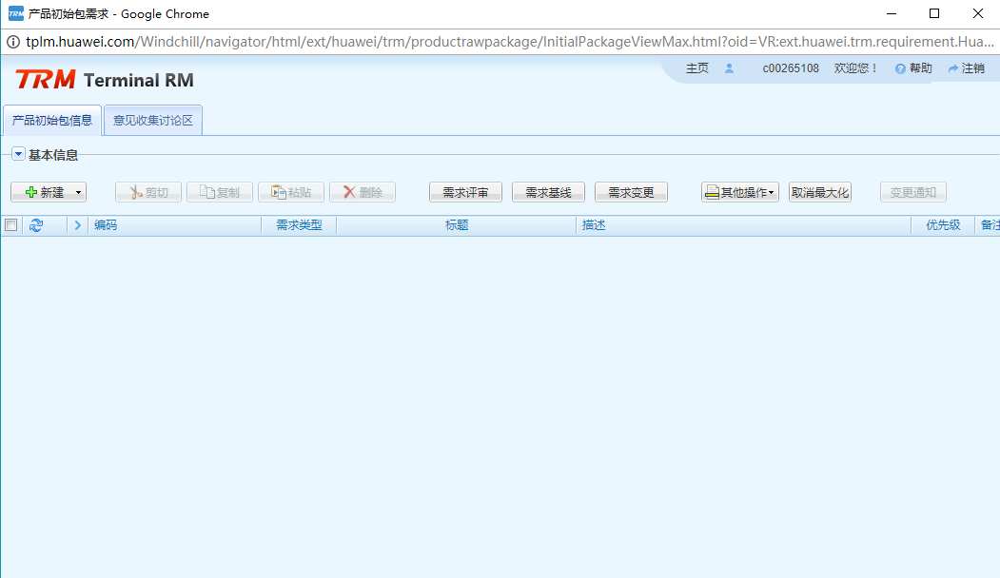 产品初始包需求 - Google Chrome
tplm.huawei.com/Windchill/navigator/html/ext/huawei/trm/productrawpackage/InitialPackageViewMax.html?oid=VR:ext.huawei.trm.requirement.Hua...
TRM Terminal RM 主页 c00265108 欢迎您！ 帮助 注销
产品初始包信息 意见收集讨论区
基本信息
新建 剪切 复制 粘贴 删除 需求评审 需求基线 需求变更 其他操作 取消最大化 变更通知
编码 需求类型 标题 描述 优先级 备注